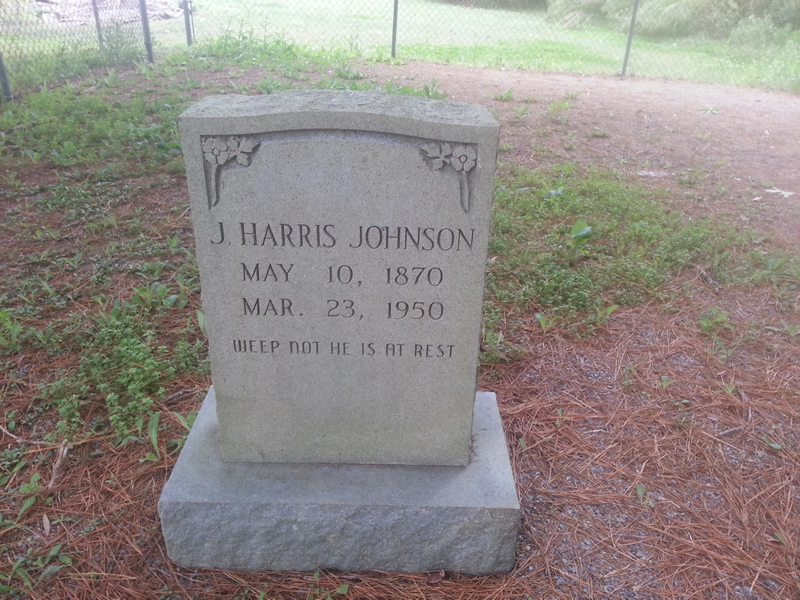 J. HARRIS JOHNSON
MAY 10, 1870
MAR. 23, 1950
WEEP NOT HE IS AT REST